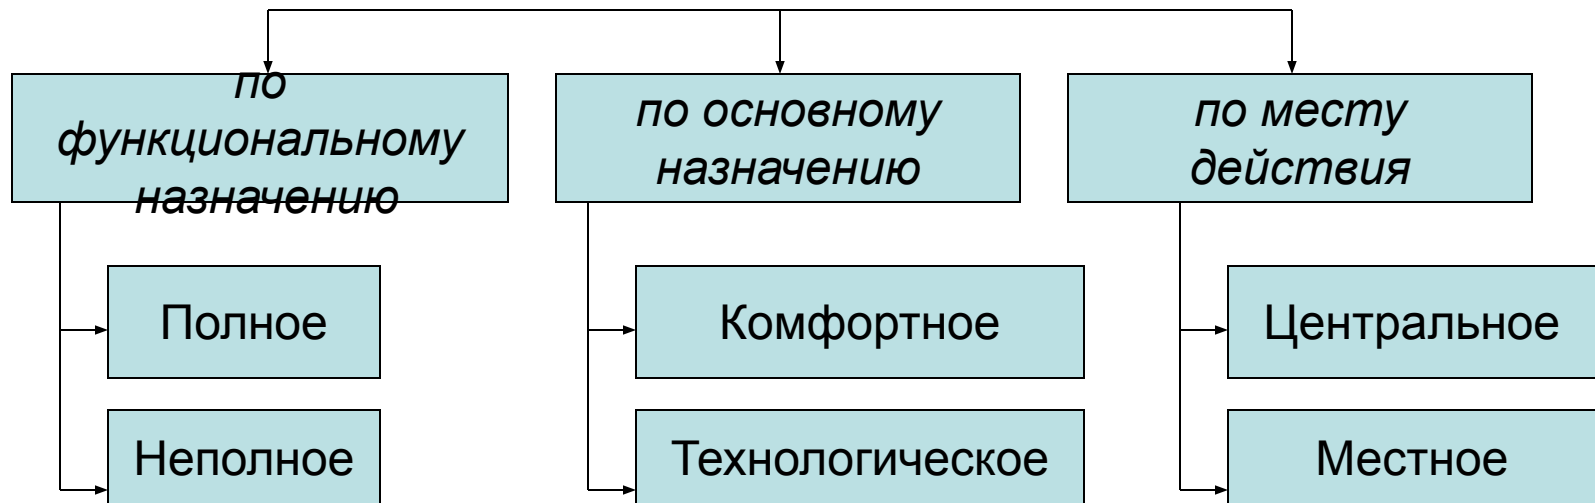 по
функциональному
назначению
по основному
назначению
по месту
действия
Полное
Комфортное
Центральное
Неполное
Технологическое
Местное